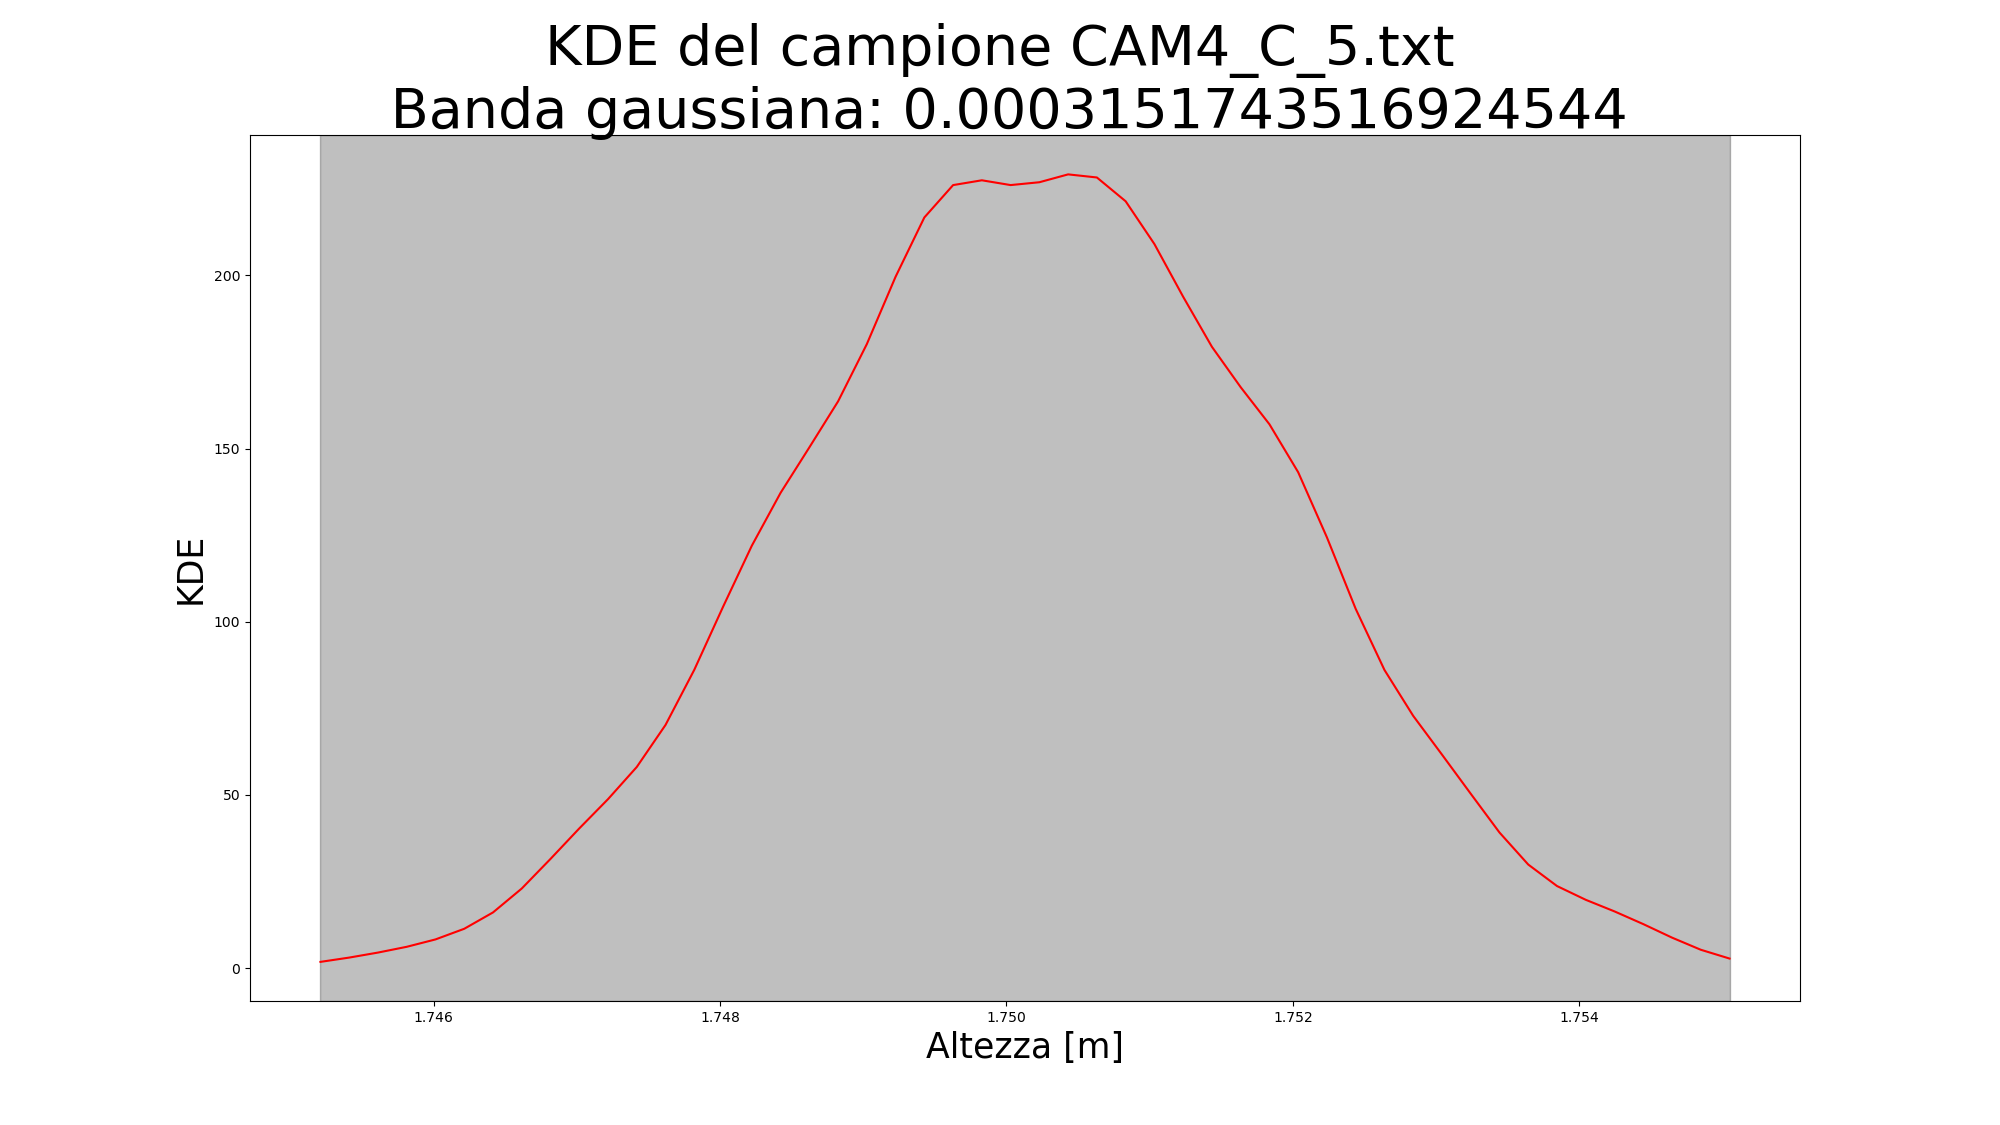 KDE del campione CAM4_C_5.txt
Banda gaussiana: 0.0003151743516924544
200
150
100
50
0
KDE
1.746 1.748 1.750 1.752 1.754
Altezza [m]